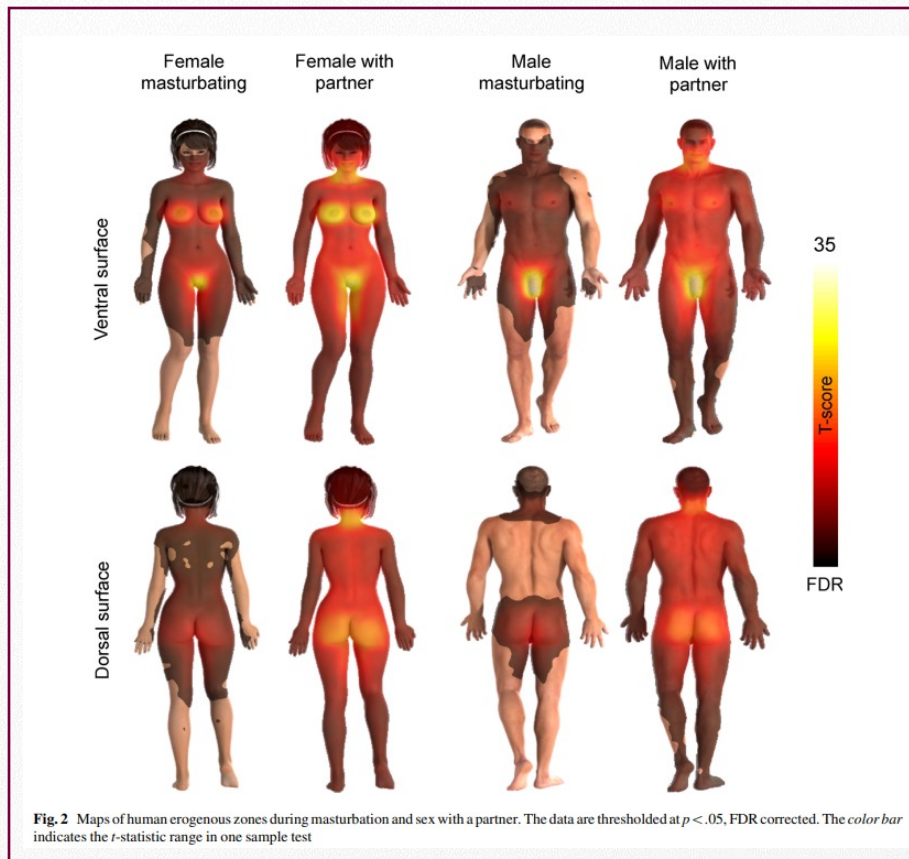 Female masturbating
Female with partner
Male masturbating
Male with partner
Ventral surface
35
T-score
FDR
Dorsal surface
Fig. 2 Maps of human erogenous zones during masturbation and sex with a partner. The data are thresholded at p < .05, FDR corrected. The color bar
indicates the t-statistic range in one sample test